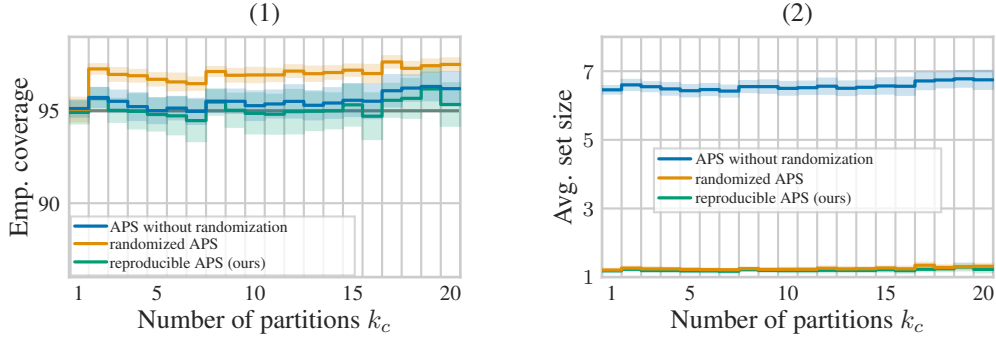 (1)
Emp. coverage
95
90
APS without randomization
randomized APS
reproducible APS (ours)
1
5
10
15
20
Number of partitions k_c
(2)
Avg. set size
7
5
3
1
APS without randomization
randomized APS
reproducible APS (ours)
1
5
10
15
20
Number of partitions k_c